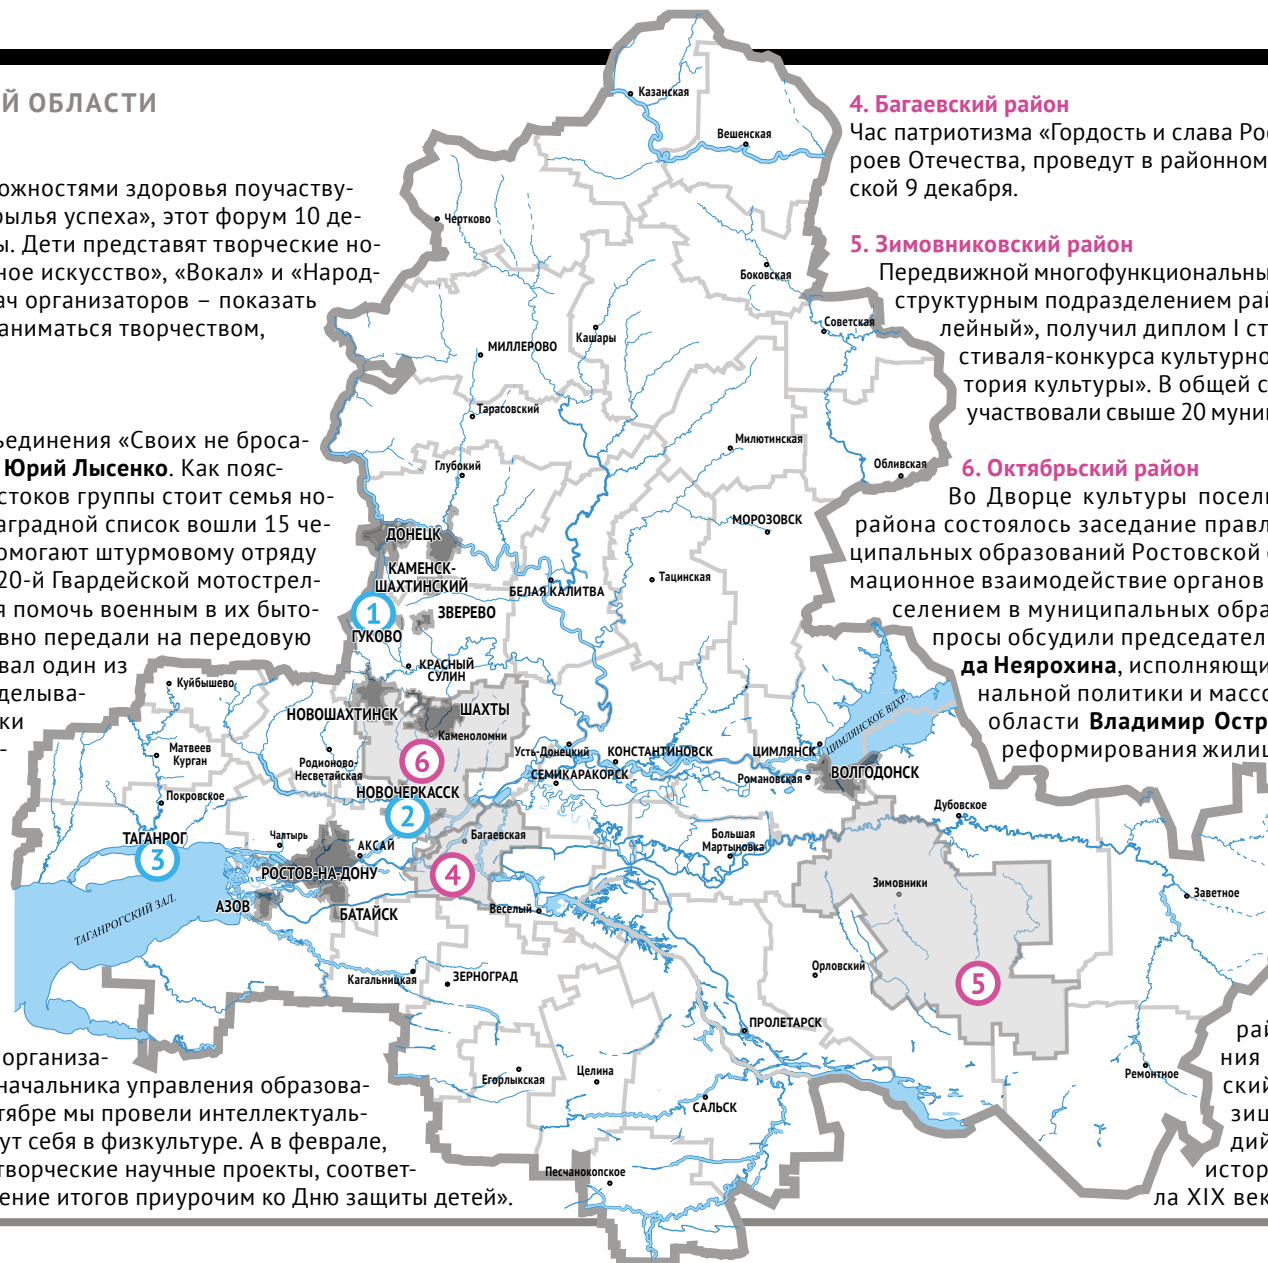 Й ОБЛАСТИ
ожностями здоровья поучаству-
рылья успеха», этот форум 10 де-
ы. Дети представят творческие но-
ное искусство», «Вокал» и «Народ-
ач организаторов – показать
аниматься творчеством,
ъединения «Своих не броса-
Юрий Лысенко. Как пояс-
стоков группы стоит семья но-
аградной список вошли 15 че-
омогают штурмовому отряду
20-й Гвардейской мотострел-
я помочь военным в их быто-
вно передали на передовую
вал один из
делыва-
ки
-
организа-
начальника управления образова-
тябре мы провели интеллектуаль-
ут себя в физкультуре. А в феврале,
творческие научные проекты, соответ-
ение итогов приурочим ко Дню защиты детей».
4. Багаевский район
Час патриотизма «Гордость и слава Рос
роев Отечества, проведут в районном
ской 9 декабря.
5. Зимовниковский район
Передвижной многофункциональны
структурным подразделением рай
лейный», получил диплом I ст
стиваля-конкурса культурно
тория культуры». В общей с
участвовали свыше 20 муни
6. Октябрьский район
Во Дворце культуры посел
района состоялось заседание правл
ципальных образований Ростовской
мационное взаимодействие органов
селением в муниципальных обра
просы обсудили председател
да Неярохина, исполняющи
нальной политики и массо
области Владимир Остр
реформирования жилищ
рай
ния
ский
зиц
дий
истор
ла XIX век
Казанская
Вешенская
Чертково
Боковская
Советская
Кашары
МИЛЛЕРОВО
Тарасовский
Милютинская
Глубокий
Обливская
МОРОЗОВСК
ДОНЕЦК
КАМЕНСК-
ШАХТИНСКИЙ
Тацинская
БЕЛАЯ КАЛИТВА
1
ЗВЕРЕВО
ГУКОВО
КРАСНЫЙ
СУЛИН
Куйбышево
НОВОШАХТИНСК
ШАХТЫ
Каменоломни
ЦИМЛЯНСКОЕ ВДХР.
Матвеев
Курган
Родионово-
Несветайская
6
Усть-Донецкий
КОНСТАНТИНОВСК
ЦИМЛЯНСК
СЕМИКАРАКОРСК
Романовская
ВОЛГОДОНСК
Покровское
НОВОЧЕРКАССК
2
Дубовское
ТАГАНРОГ
3
Чалтырь
АКСАЙ
Багаевская
Большая
Мартыновка
РОСТОВ-НА-ДОНУ
4
Зимовники
Заветное
АЗОВ
БАТАЙСК
Веселый
ТАГАНРОГСКИЙ ЗАЛ.
Кагальницкая
ЗЕРНОГРАД
Орловский
5
ПРОЛЕТАРСК
Егорлыкская
Целина
Ремонтное
САЛЬСК
Песчанокопское